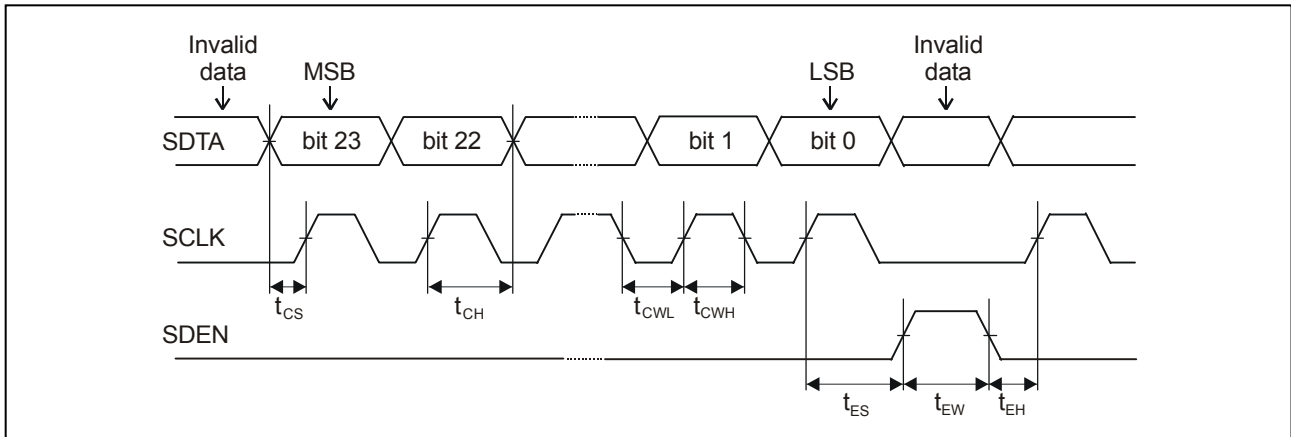 Invalid
data
MSB
LSB
Invalid
data
SDTA
bit 23
bit 22
bit 1
bit 0
SCLK
tCS
tCH
tCWL
tCWH
SDEN
tES
tEW
tEH